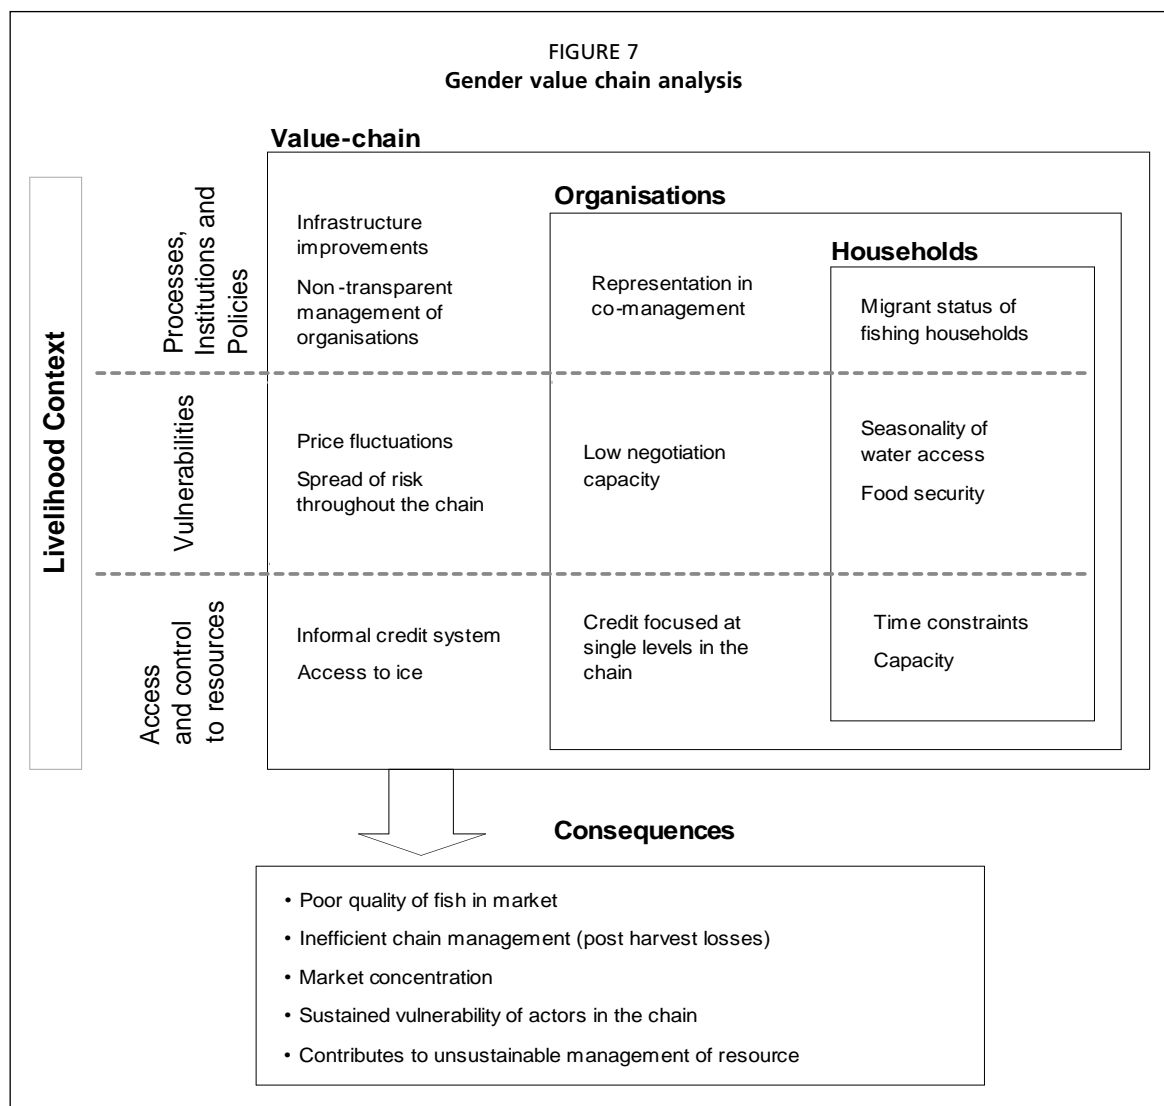 FIGURE 7
Gender value chain analysis
Value-chain
Organisations
Households
Livelihood Context
Processes,
Institutions and
Policies
Infrastructure
improvements
Non-transparent
management of
organisations
Representation in
co-management
Migrant status of
fishing households
Vulnerabilities
Price fluctuations
Spread of risk
throughout the chain
Low negotiation
capacity
Seasonality of
water access
Food security
Access
and control
to resources
Informal credit system
Access to ice
Credit focused at
single levels in the
chain
Time constraints
Capacity
Consequences
• Poor quality of fish in market
• Inefficient chain management (post harvest losses)
• Market concentration
• Sustained vulnerability of actors in the chain
• Contributes to unsustainable management of resource